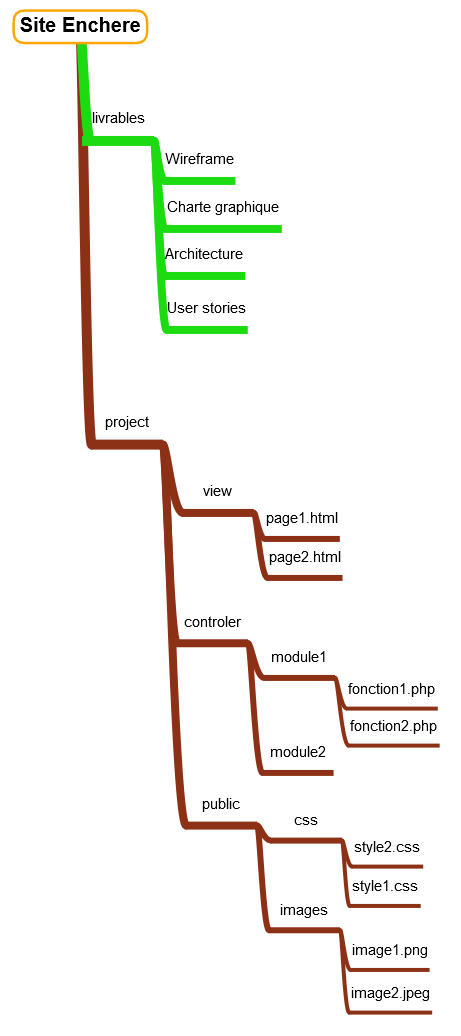 Site Enchere
livrables
Wireframe
Charte graphique
Architecture
User stories
project
view
page1.html
page2.html
controler
module1
fonction1.php
fonction2.php
module2
public
css
style2.css
style1.css
images
image1.png
image2.jpeg